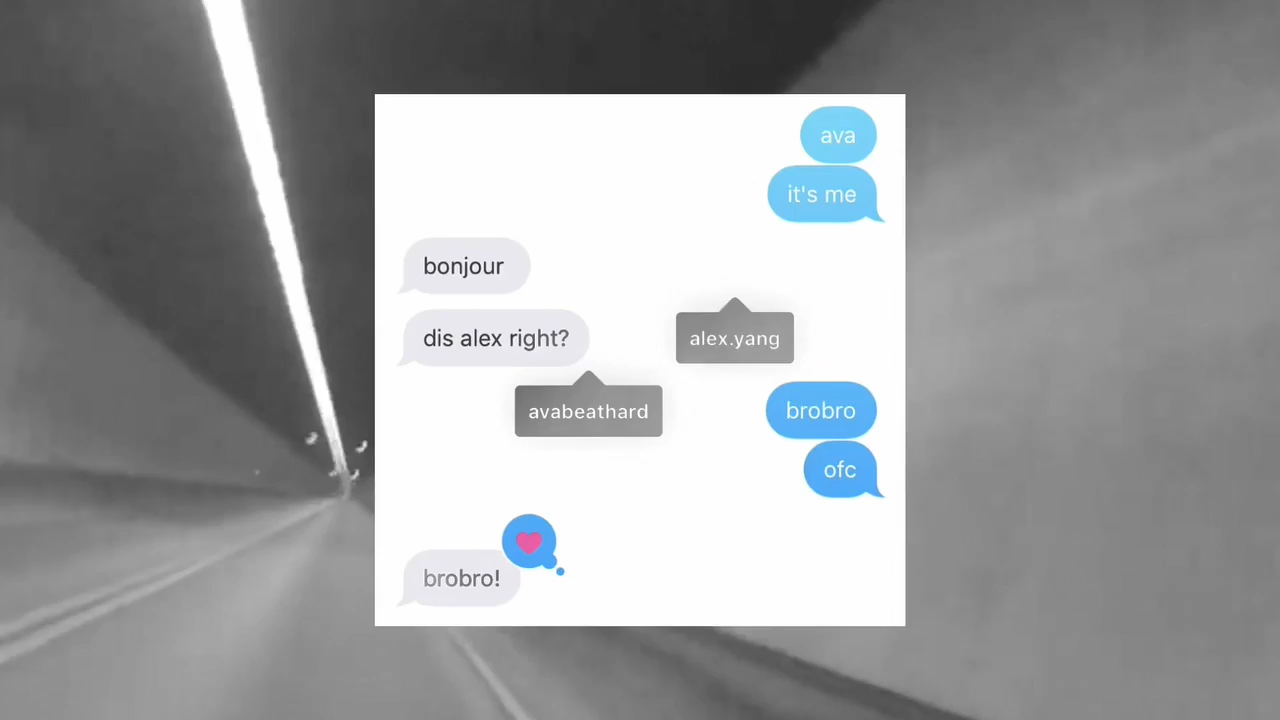 ava
it's me
bonjour
dis alex right?
alex.yang
avabeathard
brobro
ofc
brobro!